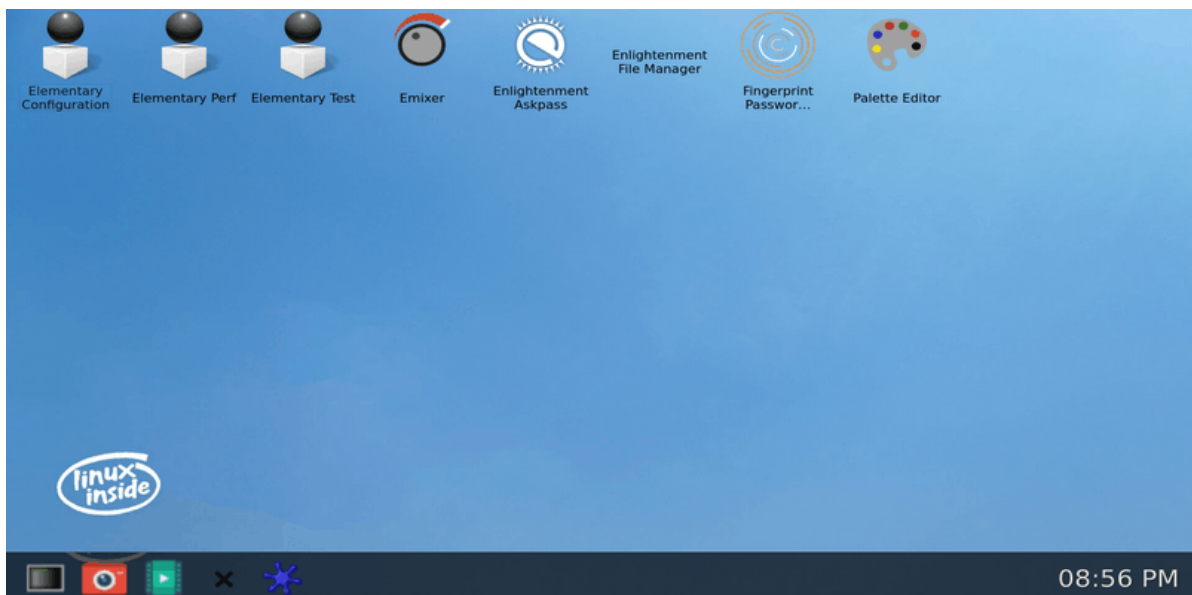 Elementary
Configuration
Elementary Perf
Elementary Test
Emixer
Enlightenment
Askpass
Enlightenment
File Manager
Fingerprint
Passwor...
Palette Editor
linux
inside
08:56 PM